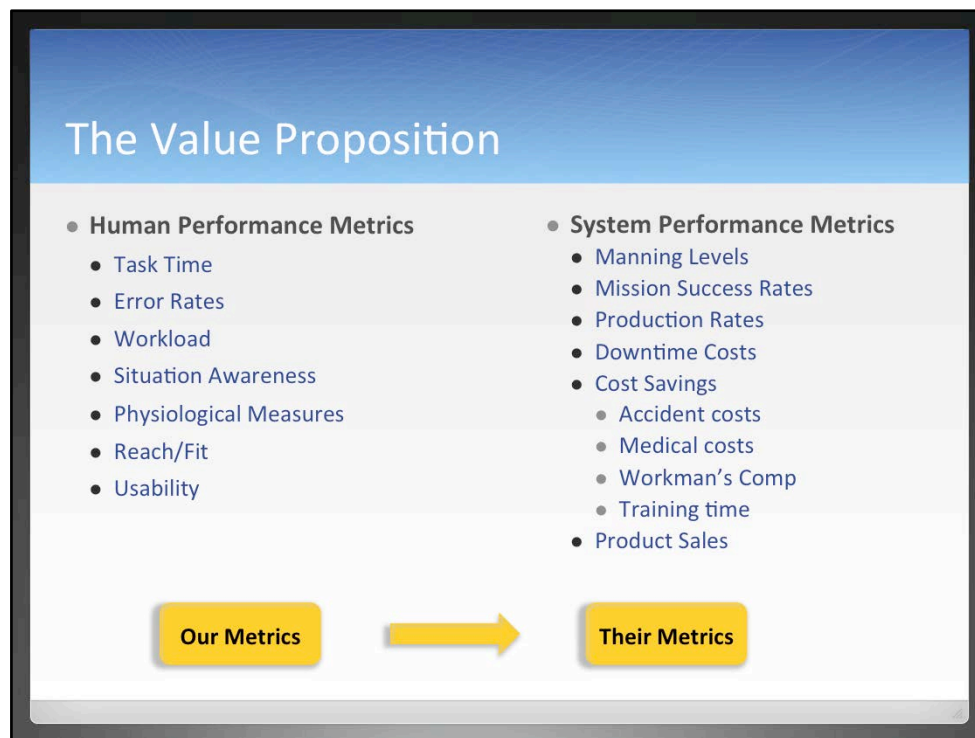 The Value Proposition
Human Performance Metrics
Task Time
Error Rates
Workload
Situation Awareness
Physiological Measures
Reach/Fit
Usability
System Performance Metrics
Manning Levels
Mission Success Rates
Production Rates
Downtime Costs
Cost Savings
Accident costs
Medical costs
Workman's Comp
Training time
Product Sales
Our Metrics
Their Metrics